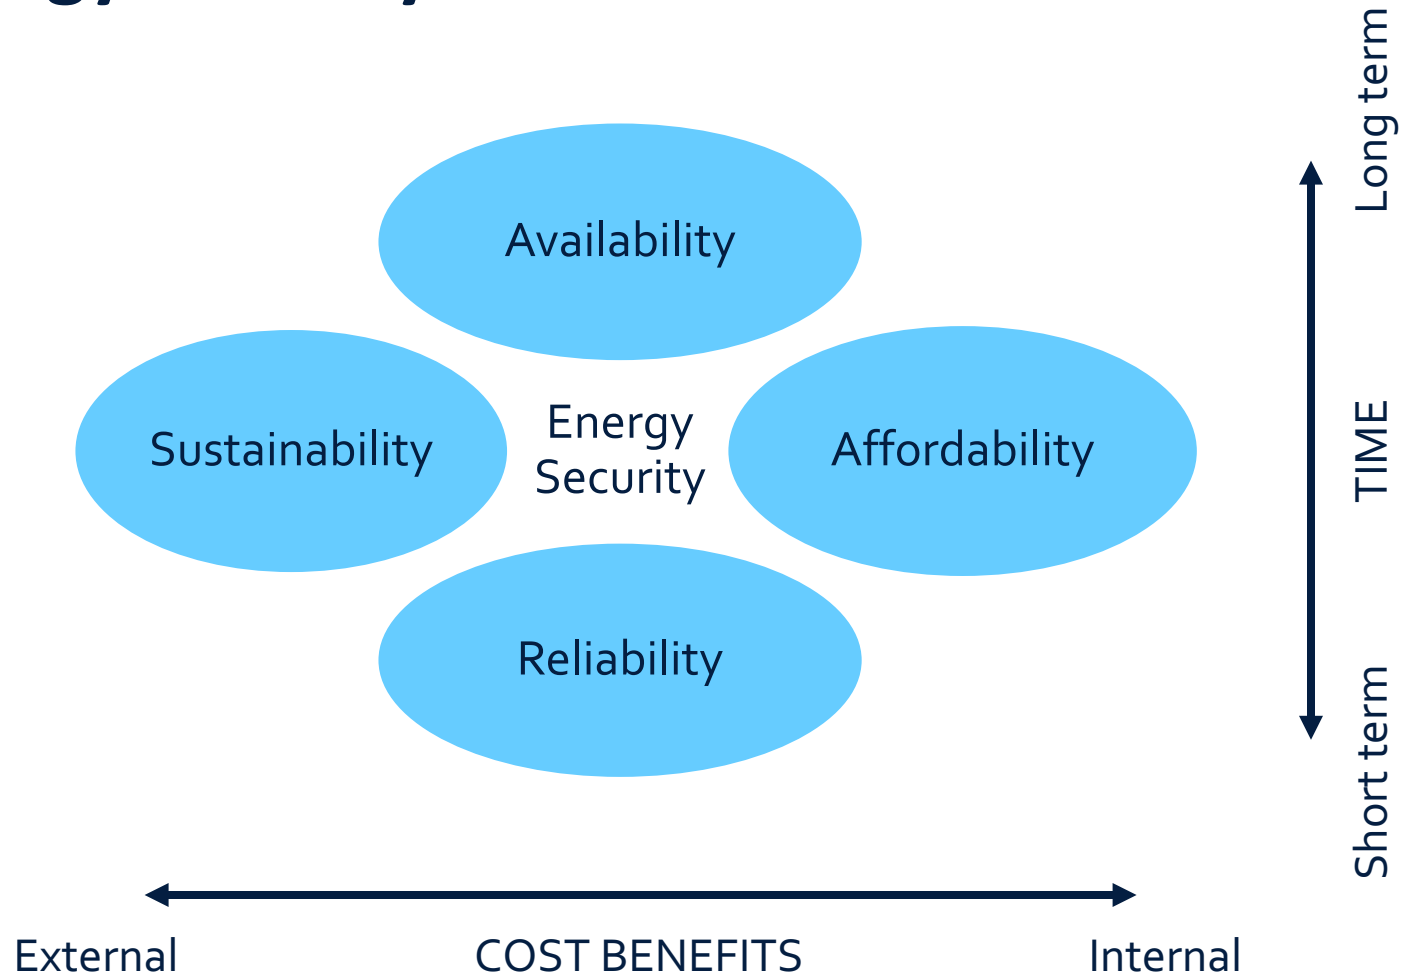 Long term
Availability
Sustainability
Energy
Security
Affordability
TIME
Reliability
Short term
External
COST BENEFITS
Internal